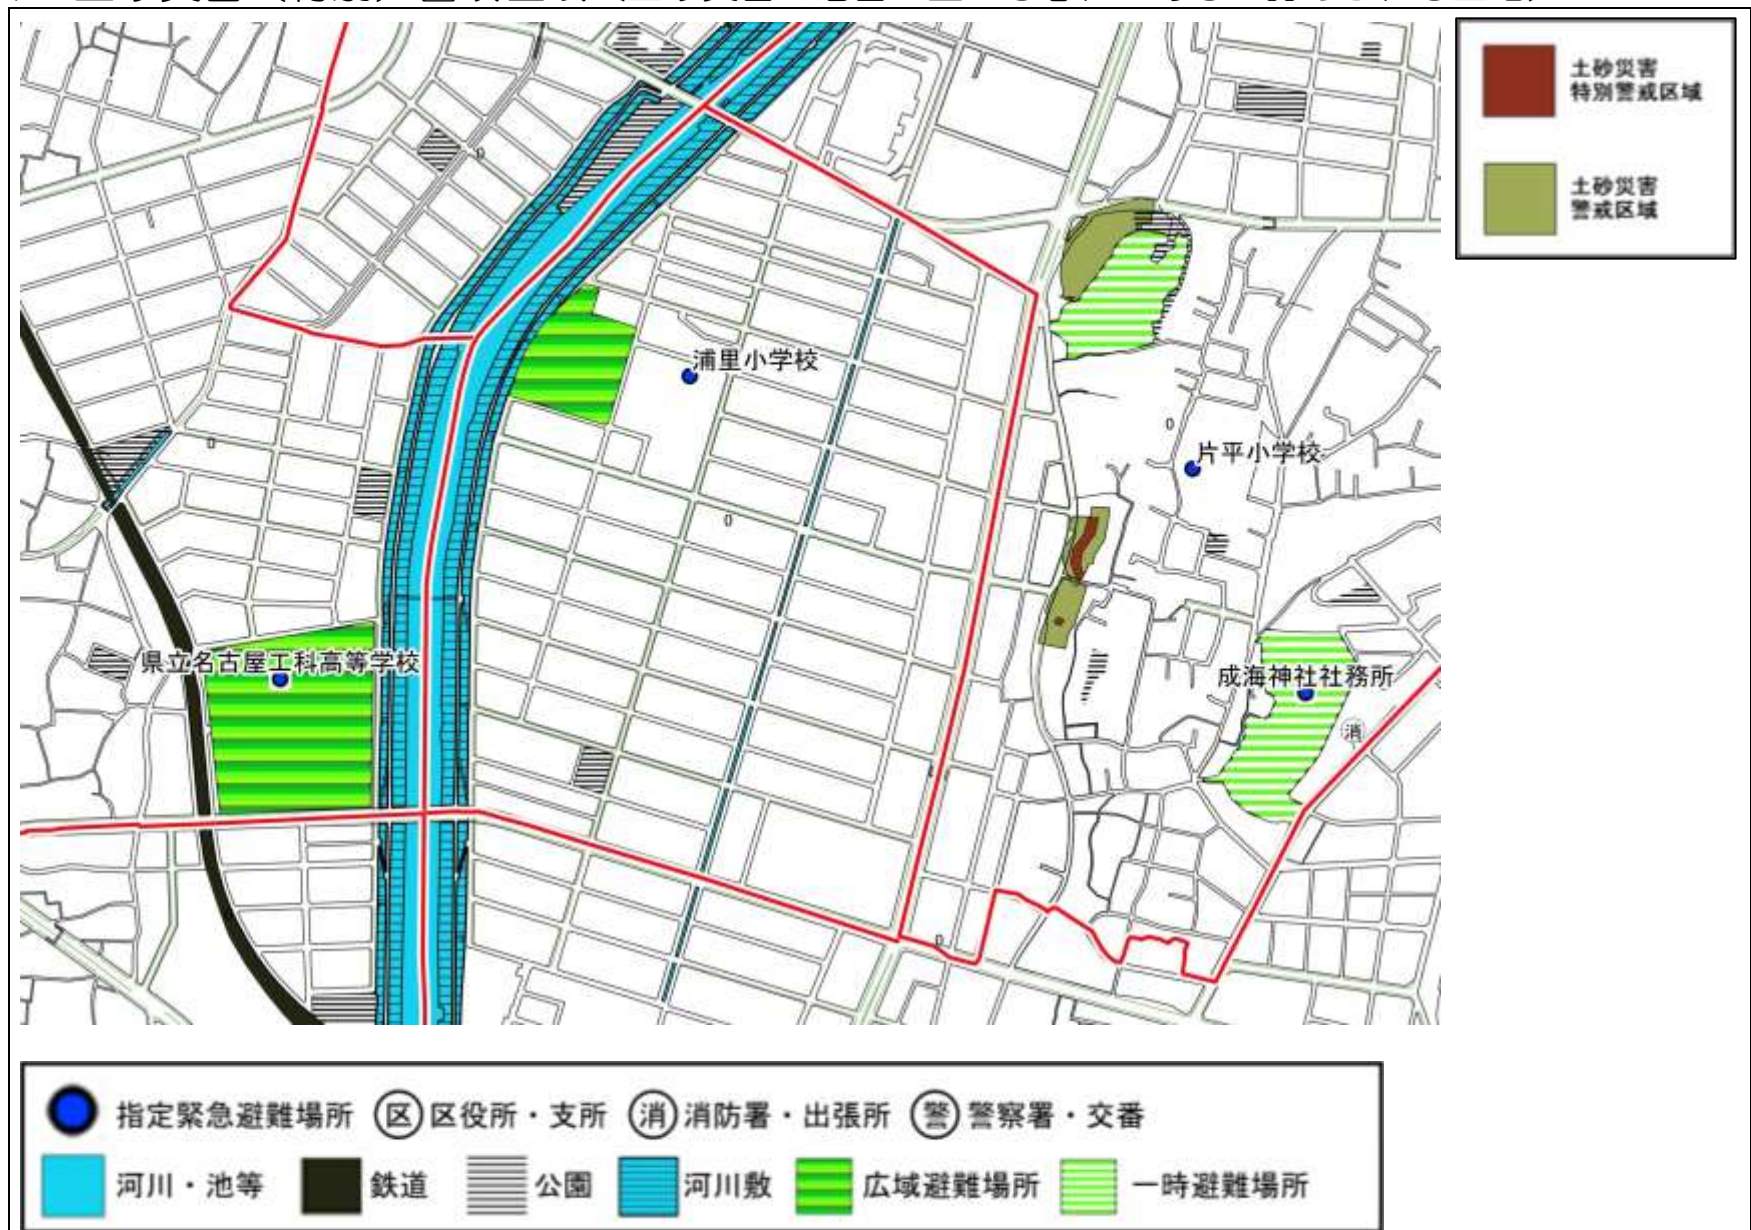 土砂災害
特別警戒区域
土砂災害
警戒区域
浦里小学校
片平小学校
県立名古屋工科高等学校
成海神社社務所
消
指定緊急避難場所 区 区役所・支所 消 消防署・出張所 警 警察署・交番
河川・池等 鉄道 公園 河川敷 広域避難場所 一時避難場所